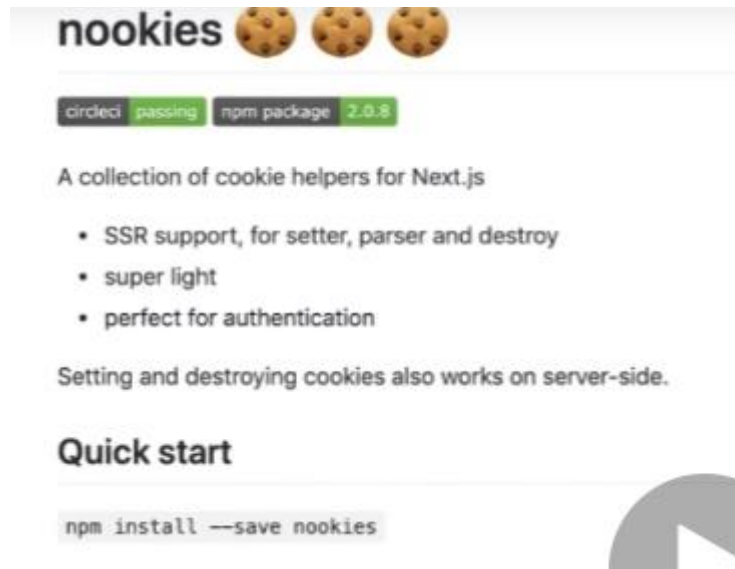 nookies 🍪 🍪 🍪
circleci passing npm package 2.0.8
A collection of cookie helpers for Next.js
• SSR support, for setter, parser and destroy
• super light
• perfect for authentication
Setting and destroying cookies also works on server-side.
Quick start
npm install --save nookies